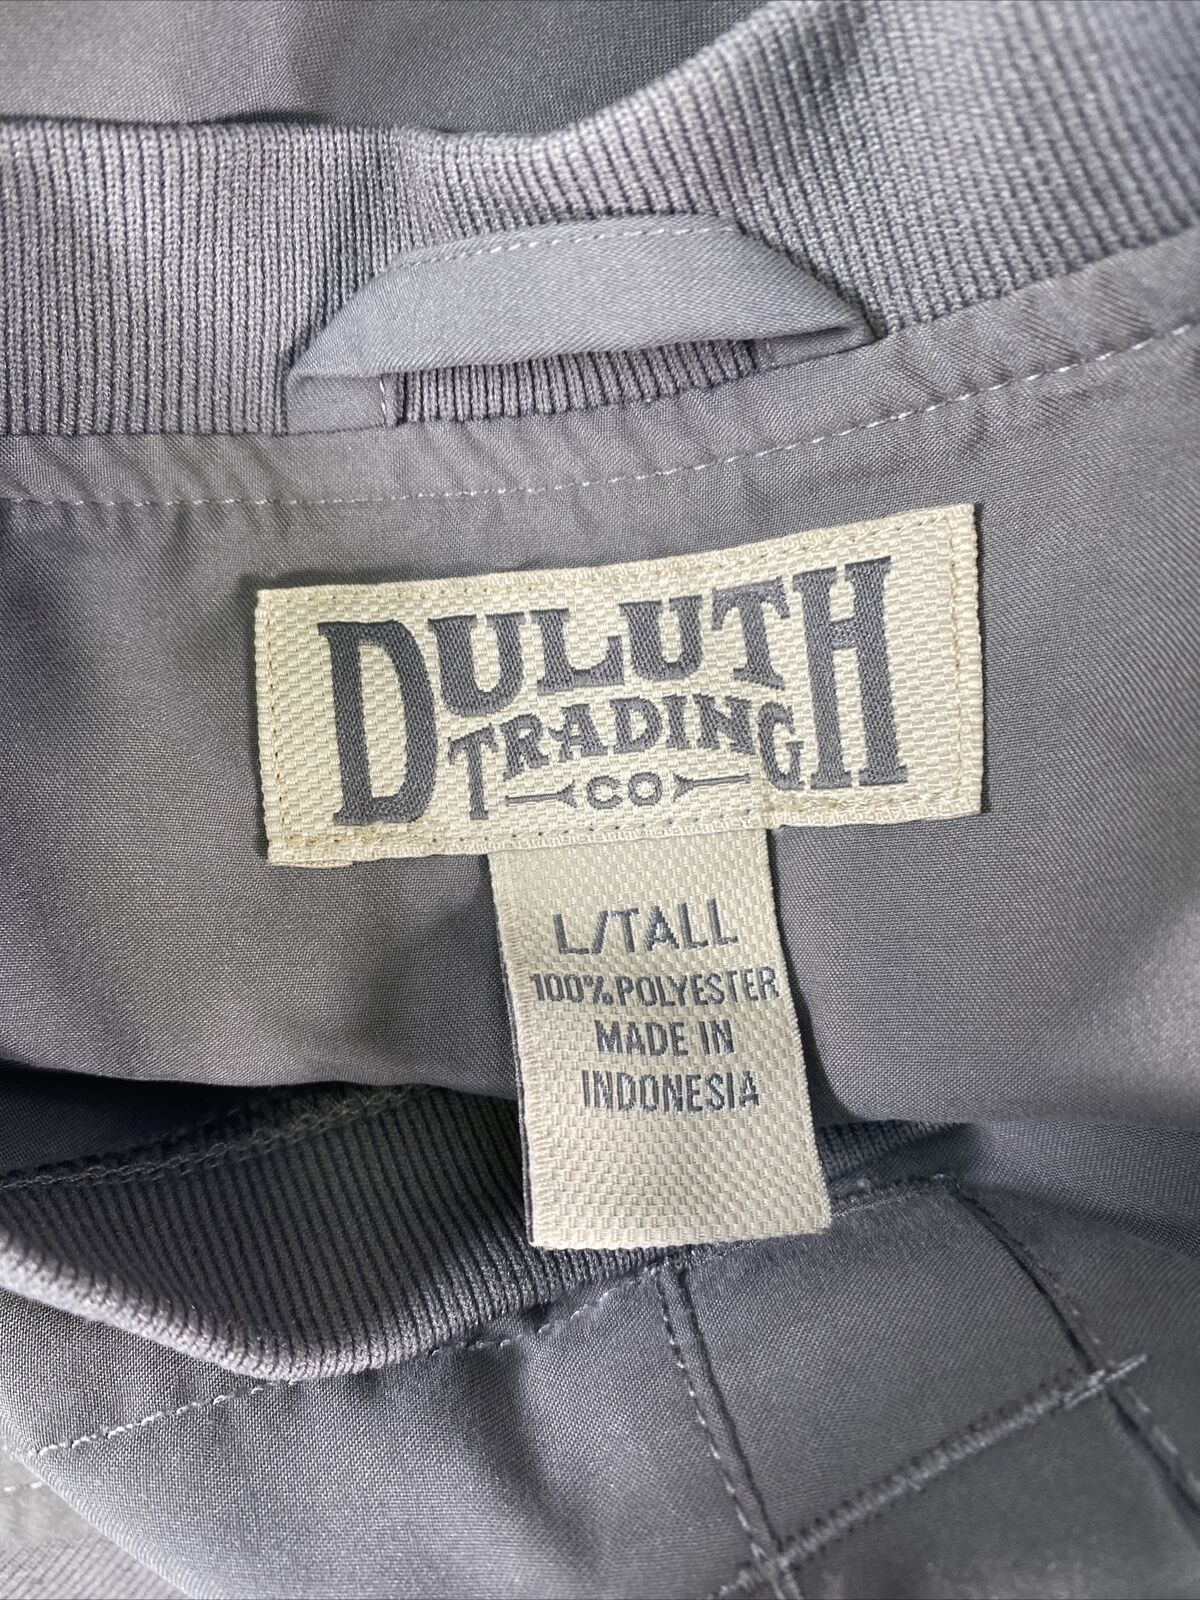 DULUTH
TRADING
CO
L/TALL
100% POLYESTER
MADE IN
INDONESIA